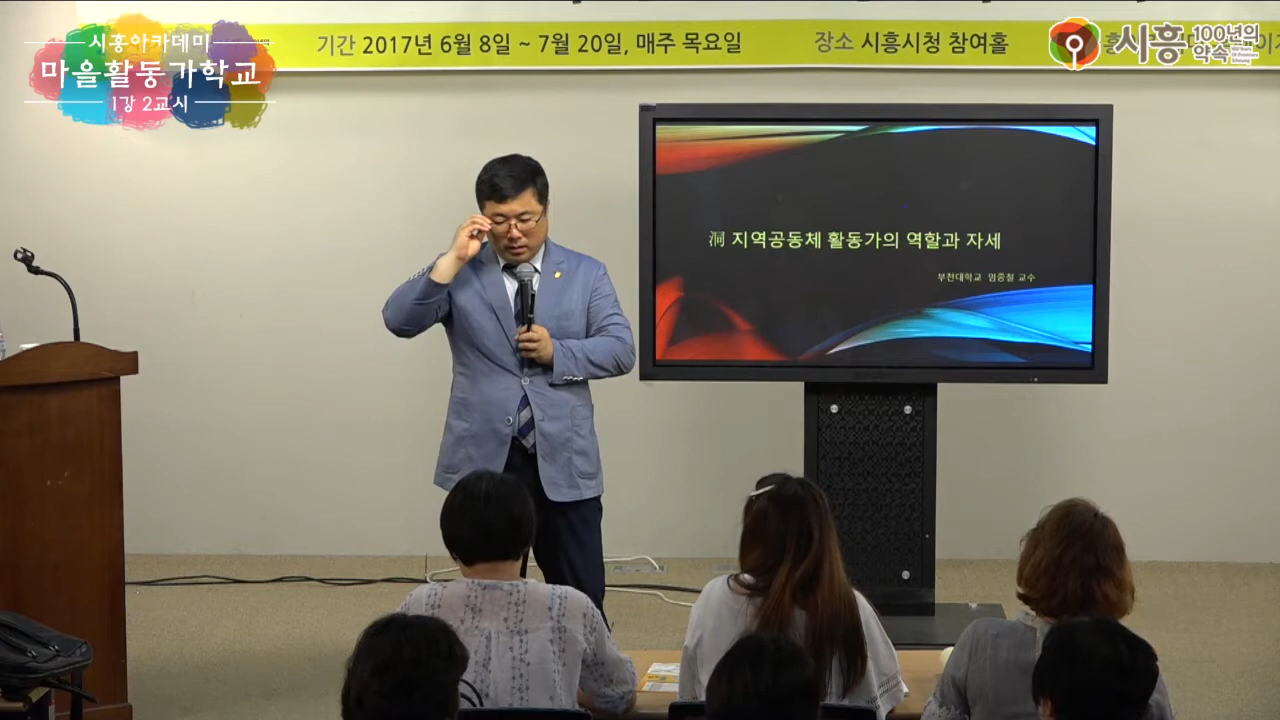 시흥아카데미
마을활동가학교
1강 2교시
기간 2017년 6월 8일 ~ 7월 20일, 매주 목요일
장소 시흥시청 참여홀
시흥 100년의 약속
洞 지역공동체 활동가의 역할과 자세
부천대학교 엄중철 교수